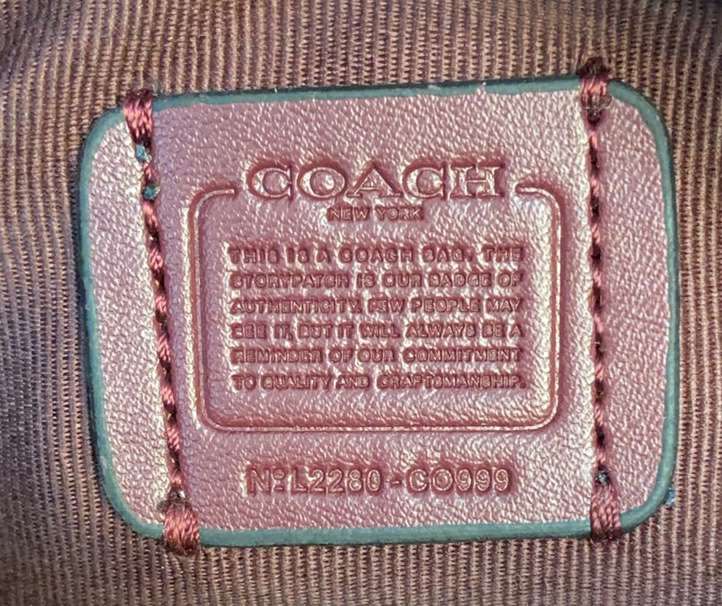 COACH
NEW YORK
THIS IS A COACH BAG. THE
STORYPATCH IS OUR BADGE OF
AUTHENTICITY. FEW PEOPLE MAY
SEE IT, BUT IT WILL ALWAYS BE A
REMINDER OF OUR COMMITMENT
TO QUALITY AND CRAFTSMANSHIP.
Nº L2280-CO999